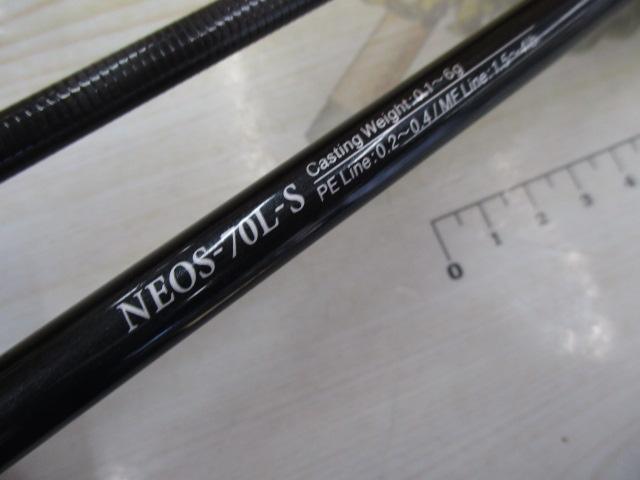 NEOS-70L-S
Casting Weight:0.1～6g
PE Line:0.2～0.4/MF Line:1.5～4lb
0 1 2 3 4